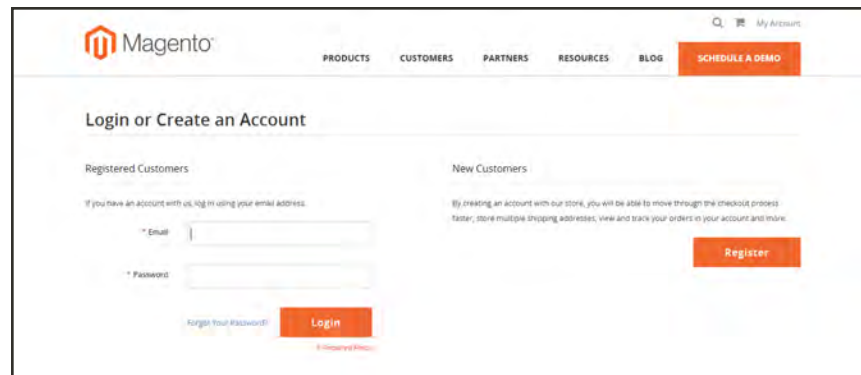 My Account
Magento
PRODUCTS CUSTOMERS PARTNERS RESOURCES BLOG SCHEDULE A DEMO
Login or Create an Account
Registered Customers
If you have an account with us, log in using your email address.
* Email
* Password
Forgot Your Password?
Login
* Required
New Customers
By creating an account with our store, you will be able to move through the checkout process
faster, store multiple shipping addresses, view and track your orders in your account and more.
Register